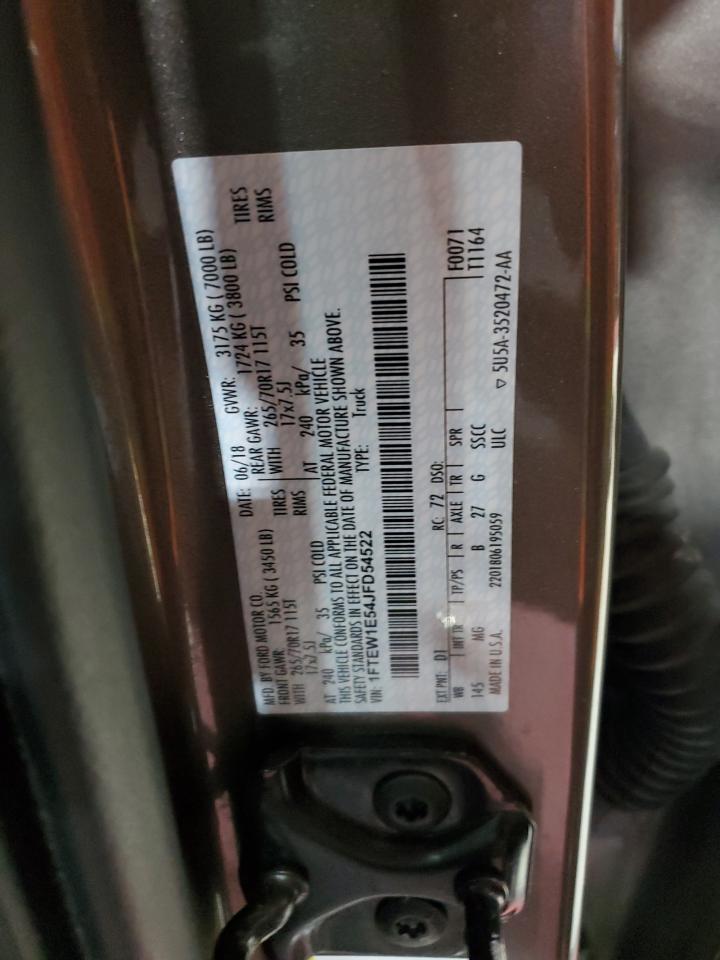 MFD. BY FORD MOTOR CO.
DATE: 06/18 GVWR: 3175 KG ( 7000 LB)
FRONT GAWR: 1565 KG ( 3450 LB) REAR GAWR: 1724 KG ( 3800 LB)
WITH 265/70R17 115T TIRES WITH 265/70R17 115T TIRES
17x7.5J RIMS 17x7.5J RIMS
AT 240 kPa/ 35 PSI COLD AT 240 kPa/ 35 PSI COLD
THIS VEHICLE CONFORMS TO ALL APPLICABLE FEDERAL MOTOR VEHICLE
SAFETY STANDARDS IN EFFECT ON THE DATE OF MANUFACTURE SHOWN ABOVE.
VIN: 1FTEW1E54JFD54522 TYPE: Truck
EXT PNT: D1 RC: 72 DSO: F0071
WB INT TR TP/PS R AXLE TR SPR T1164
145 MG B 27 G SSCC
MADE IN U.S.A. 2201806195059 ULC ▽ 5U5A-3520472-AA